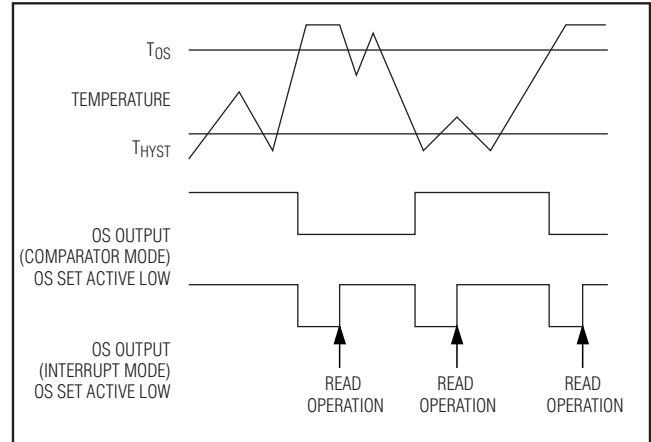 TOS
TEMPERATURE
THYST
OS OUTPUT
(COMPARATOR MODE)
OS SET ACTIVE LOW
OS OUTPUT
(INTERRUPT MODE)
OS SET ACTIVE LOW
READ
OPERATION
READ
OPERATION
READ
OPERATION